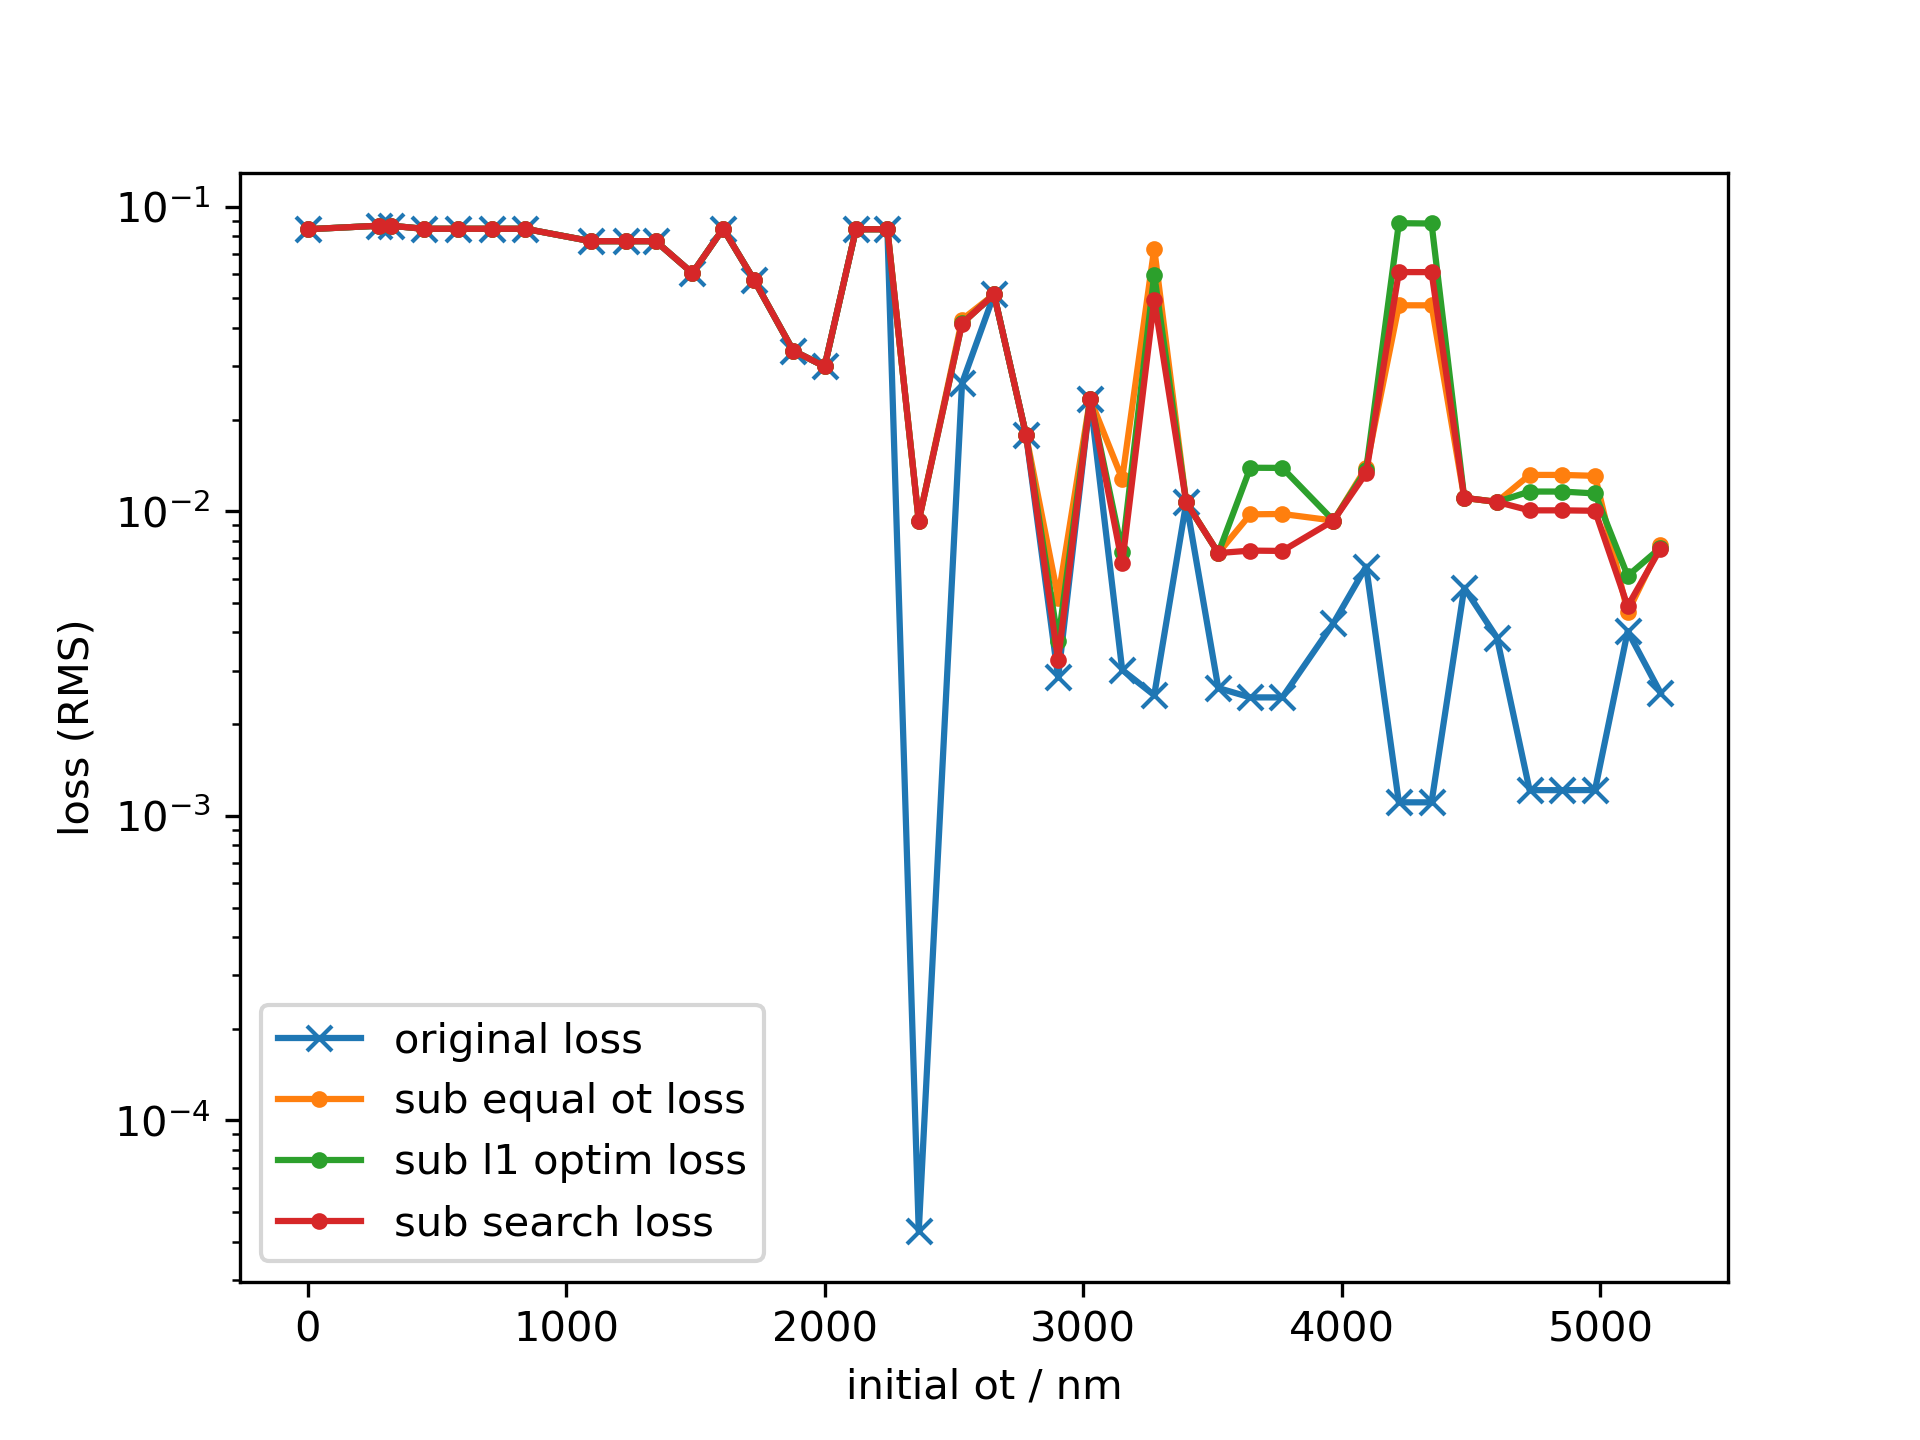 10⁻¹
10⁻²
10⁻³
10⁻⁴
loss (RMS)
original loss
sub equal ot loss
sub l1 optim loss
sub search loss
0 1000 2000 3000 4000 5000
initial ot / nm